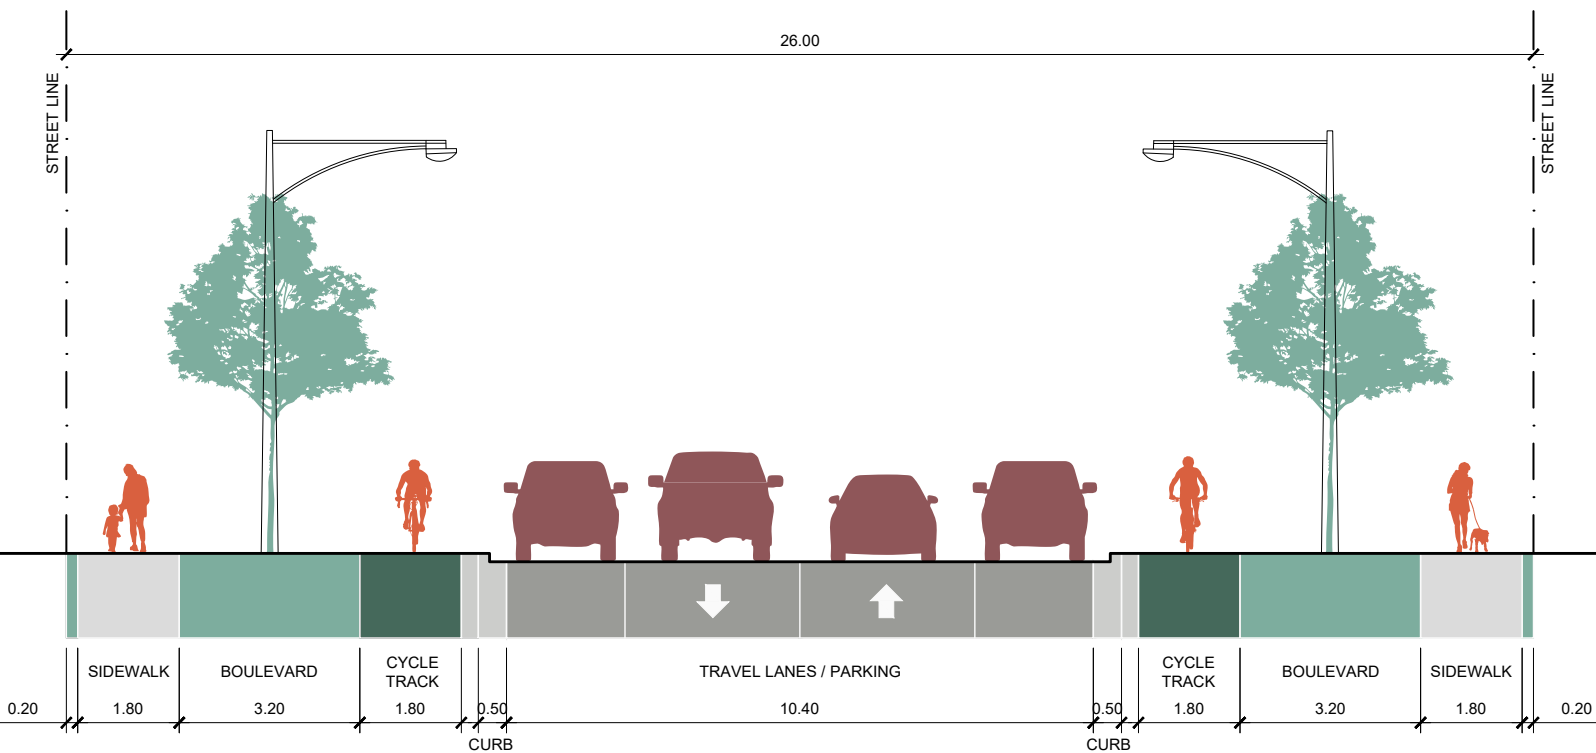 26.00
STREET LINE
STREET LINE
SIDEWALK
BOULEVARD
CYCLE
TRACK
TRAVEL LANES / PARKING
CYCLE
TRACK
BOULEVARD
SIDEWALK
0.20
1.80
3.20
1.80
0.50
10.40
0.50
1.80
3.20
1.80
0.20
CURB
CURB